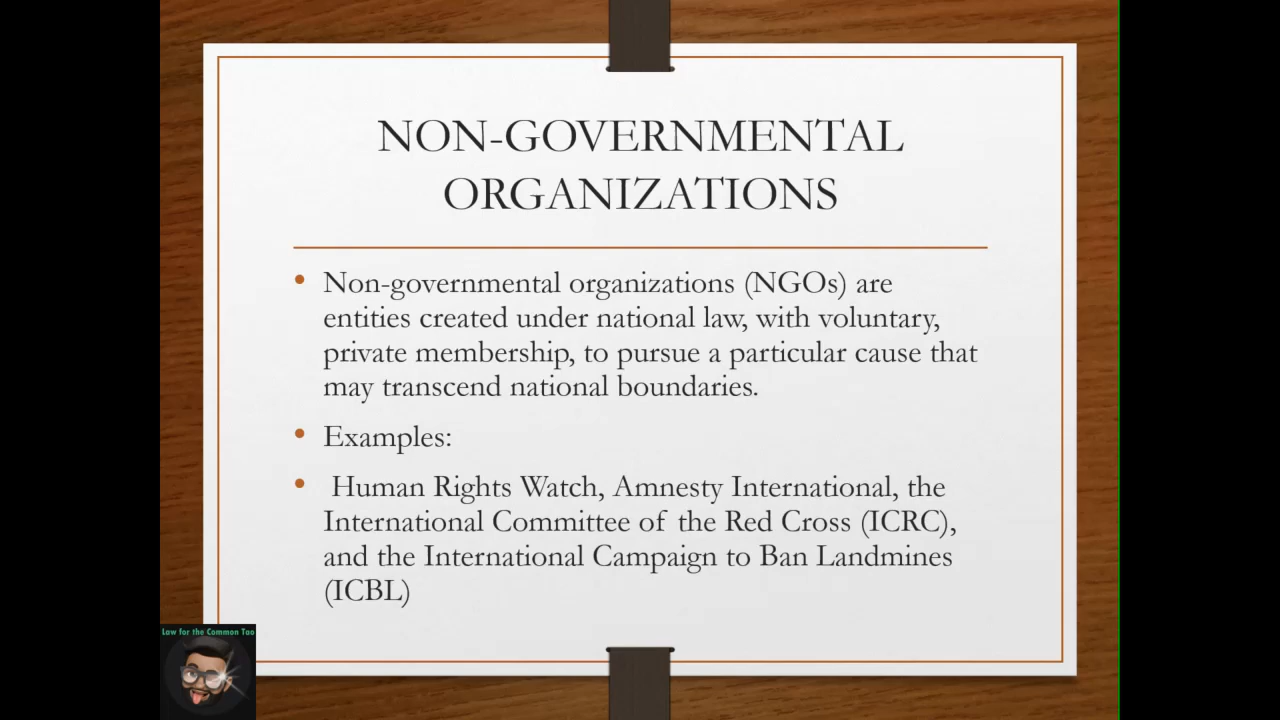 NON-GOVERNMENTAL
ORGANIZATIONS
• Non-governmental organizations (NGOs) are
entities created under national law, with voluntary,
private membership, to pursue a particular cause that
may transcend national boundaries.
• Examples:
• Human Rights Watch, Amnesty International, the
International Committee of the Red Cross (ICRC),
and the International Campaign to Ban Landmines
(ICBL)
Law for the Common Tao